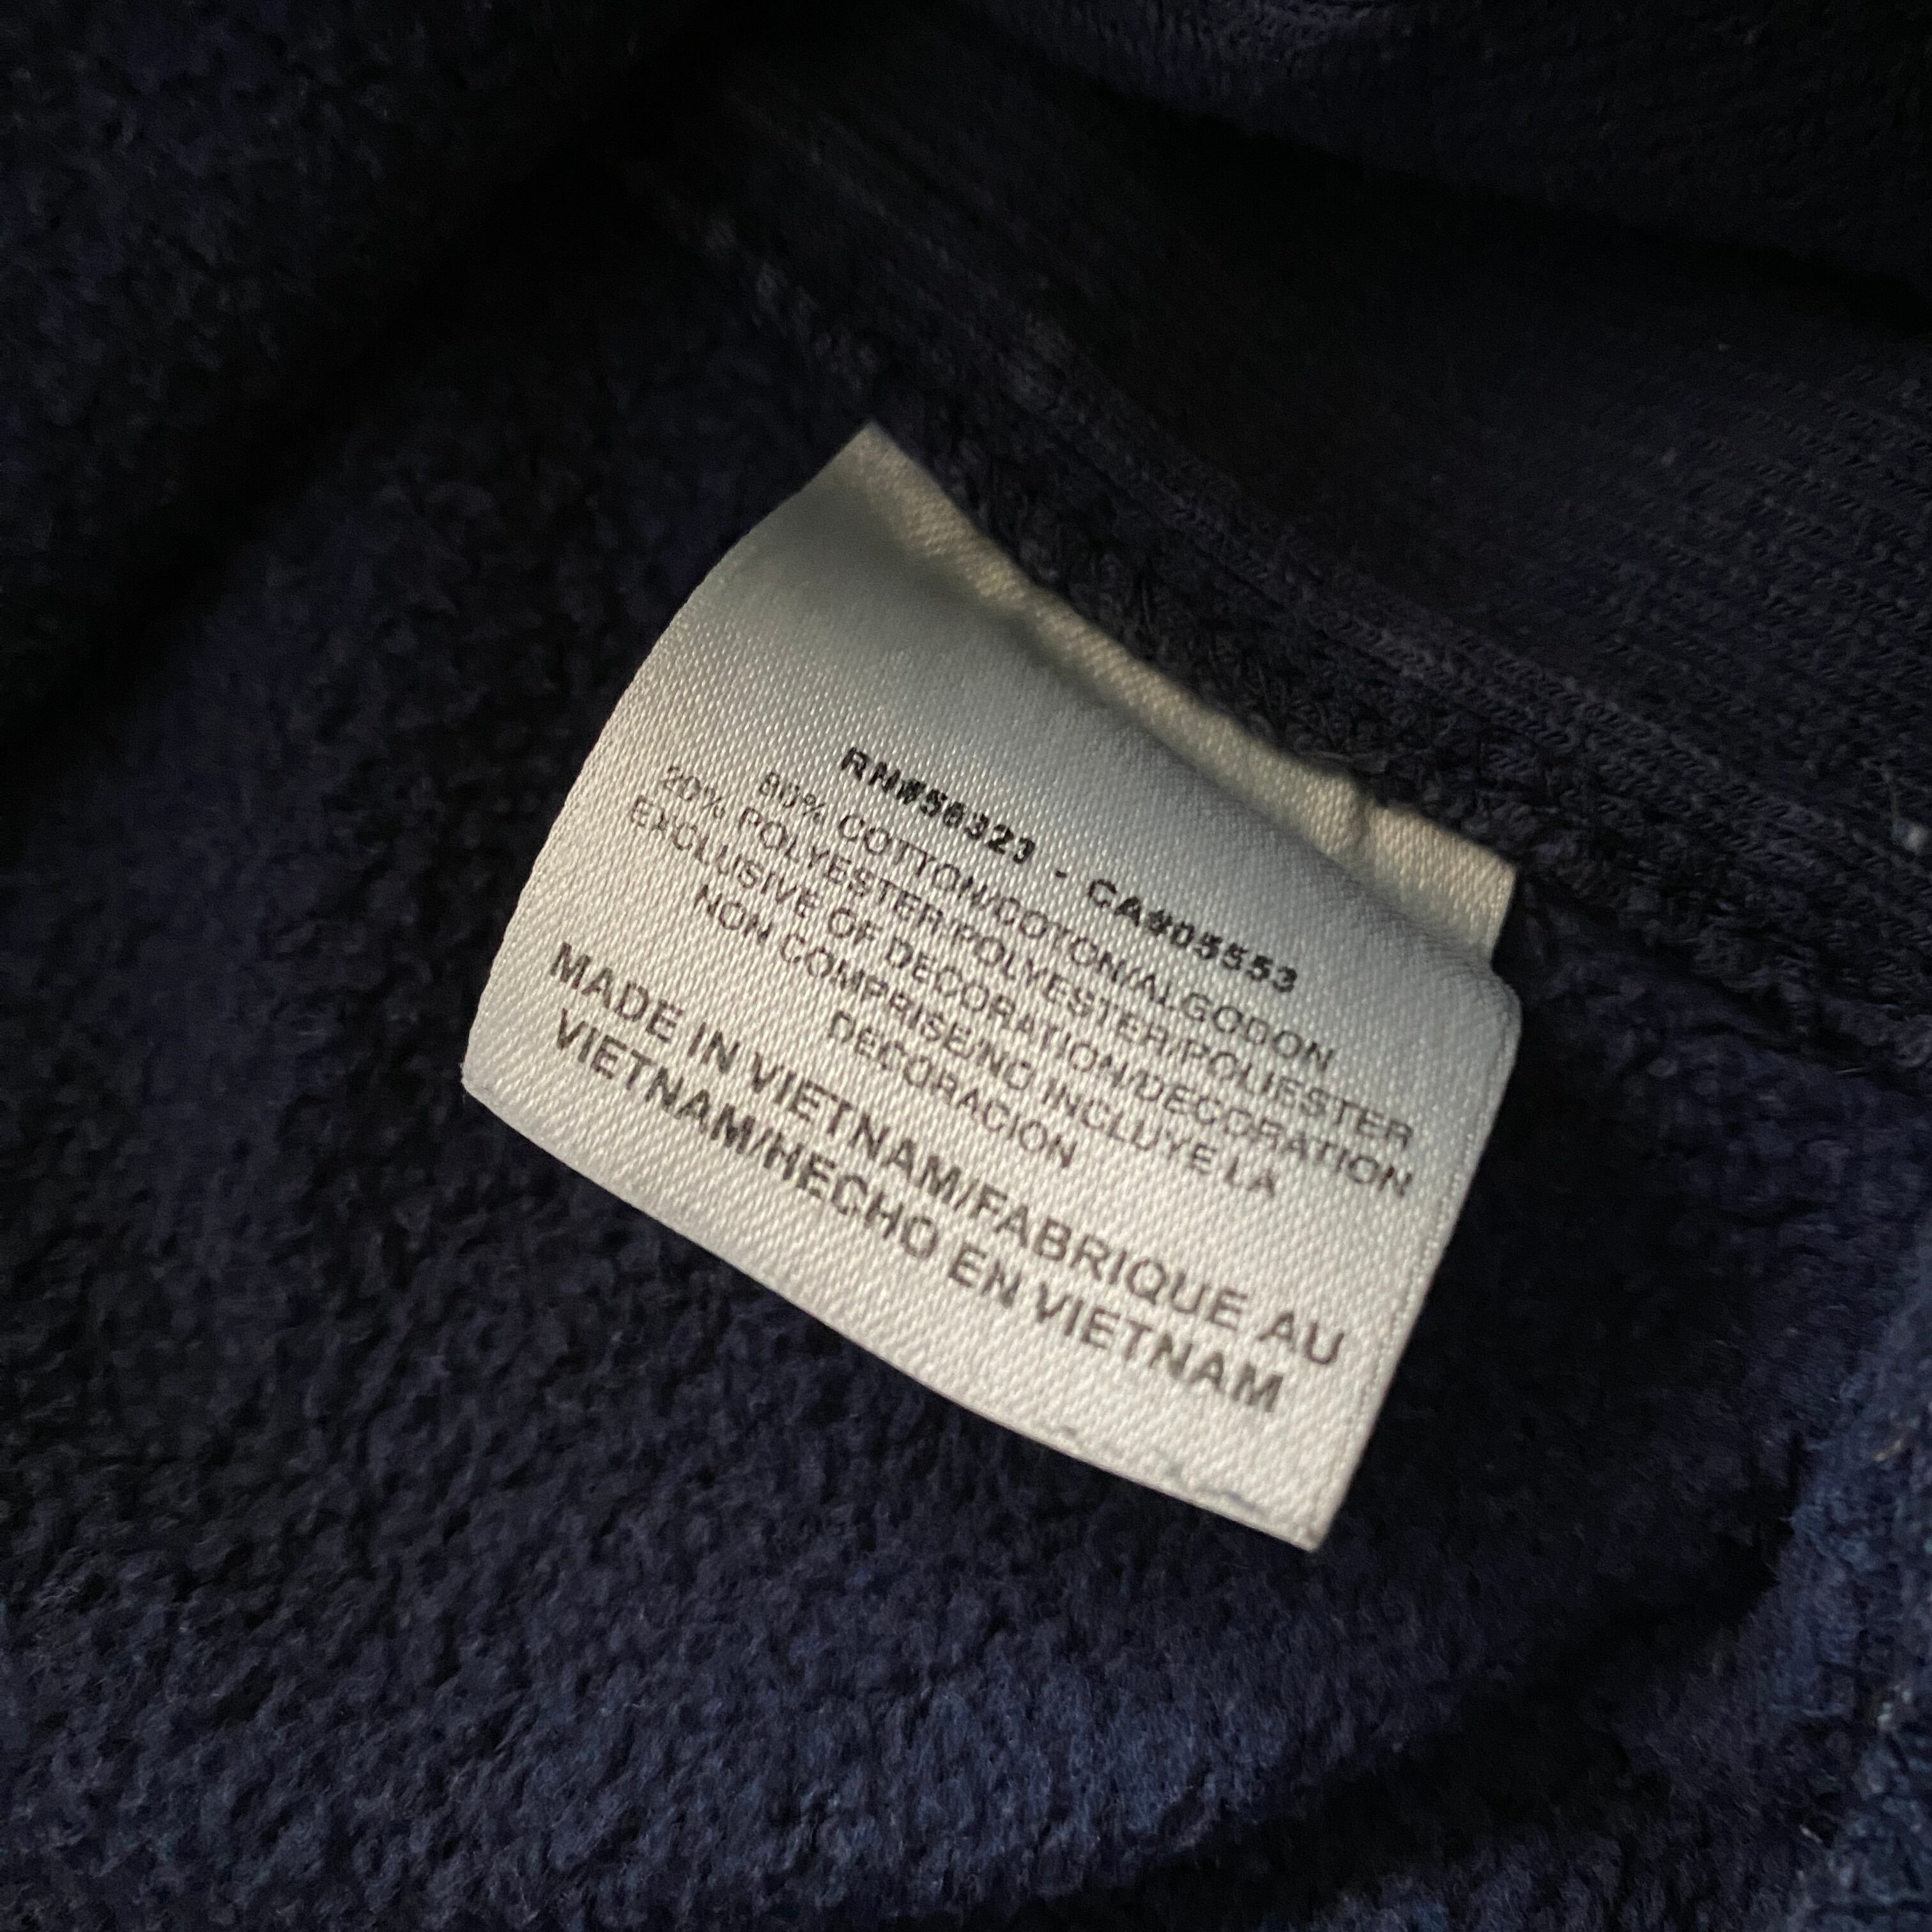 RN#56323 - CA#05553
80% COTTON/COTON/ALGODON
20% POLYESTER/POLYESTER/POLIESTER
EXCLUSIVE OF DECORATION/DECORATION
NON COMPRISE/NO INCLUYE LA
DECORACION
MADE IN VIETNAM/FABRIQUE AU
VIETNAM/HECHO EN VIETNAM